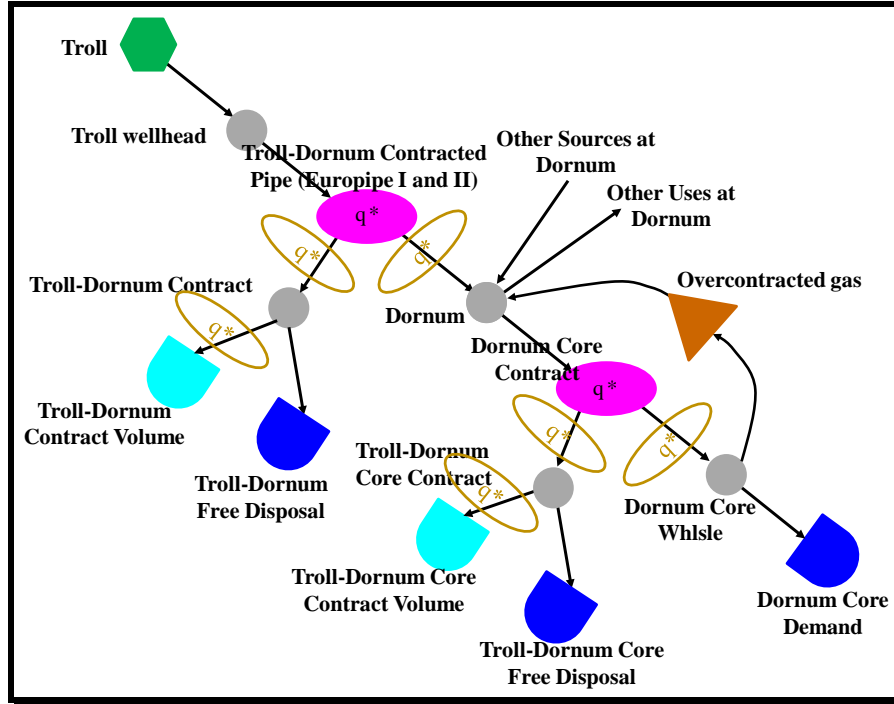 Troll
Troll wellhead
Troll-Dornum Contracted
Pipe (Europipe I and II)
q*
Other Sources at
Dornum
Other Uses at
Dornum
q*
q*
Troll-Dornum Contract
Overcontracted gas
q*
Dornum
Dornum Core
Contract
q*
Troll-Dornum
Contract Volume
Troll-Dornum
Free Disposal
Troll-Dornum
Core Contract
q*
q*
q*
Dornum Core
Whlsle
Troll-Dornum Core
Contract Volume
Dornum Core
Demand
Troll-Dornum Core
Free Disposal